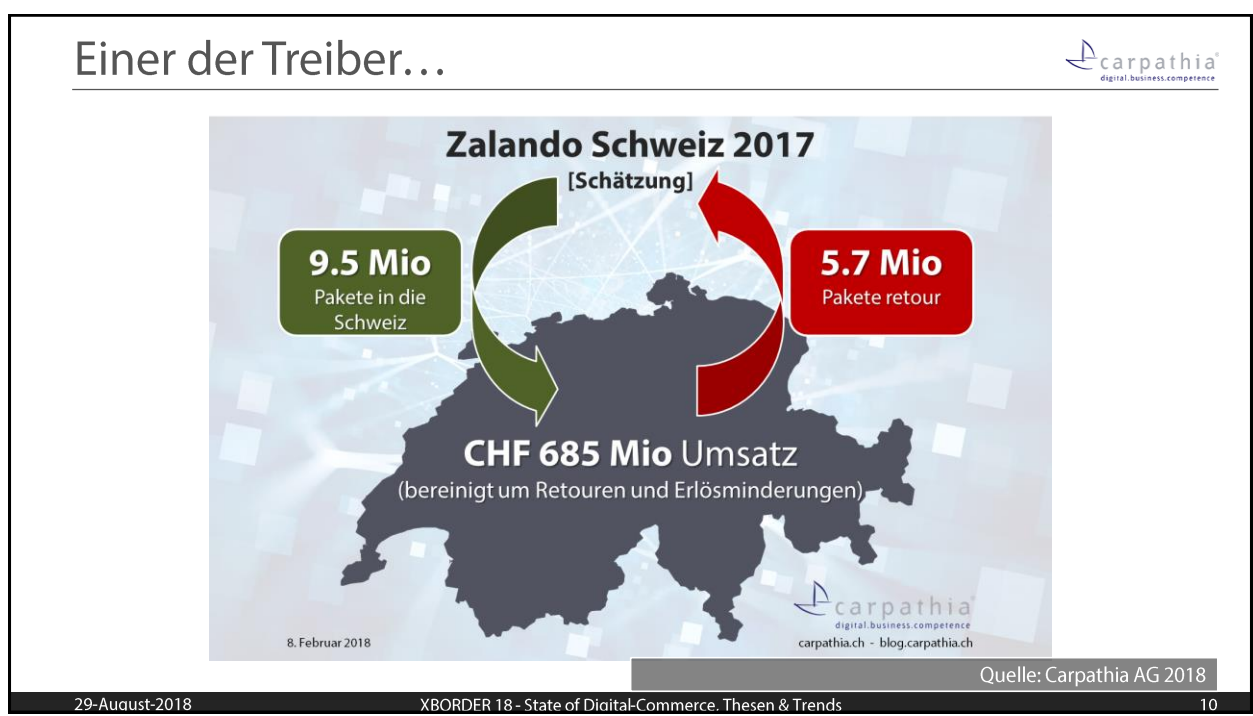 Einer der Treiber…
carpathia
digital.business.competence
Zalando Schweiz 2017
[Schätzung]
9.5 Mio
Pakete in die
Schweiz
5.7 Mio
Pakete retour
CHF 685 Mio Umsatz
(bereinigt um Retouren und Erlösminderungen)
carpathia
digital.business.competence
8. Februar 2018
carpathia.ch - blog.carpathia.ch
Quelle: Carpathia AG 2018
29-August-2018
XBORDER 18 - State of Digital-Commerce. Thesen & Trends
10